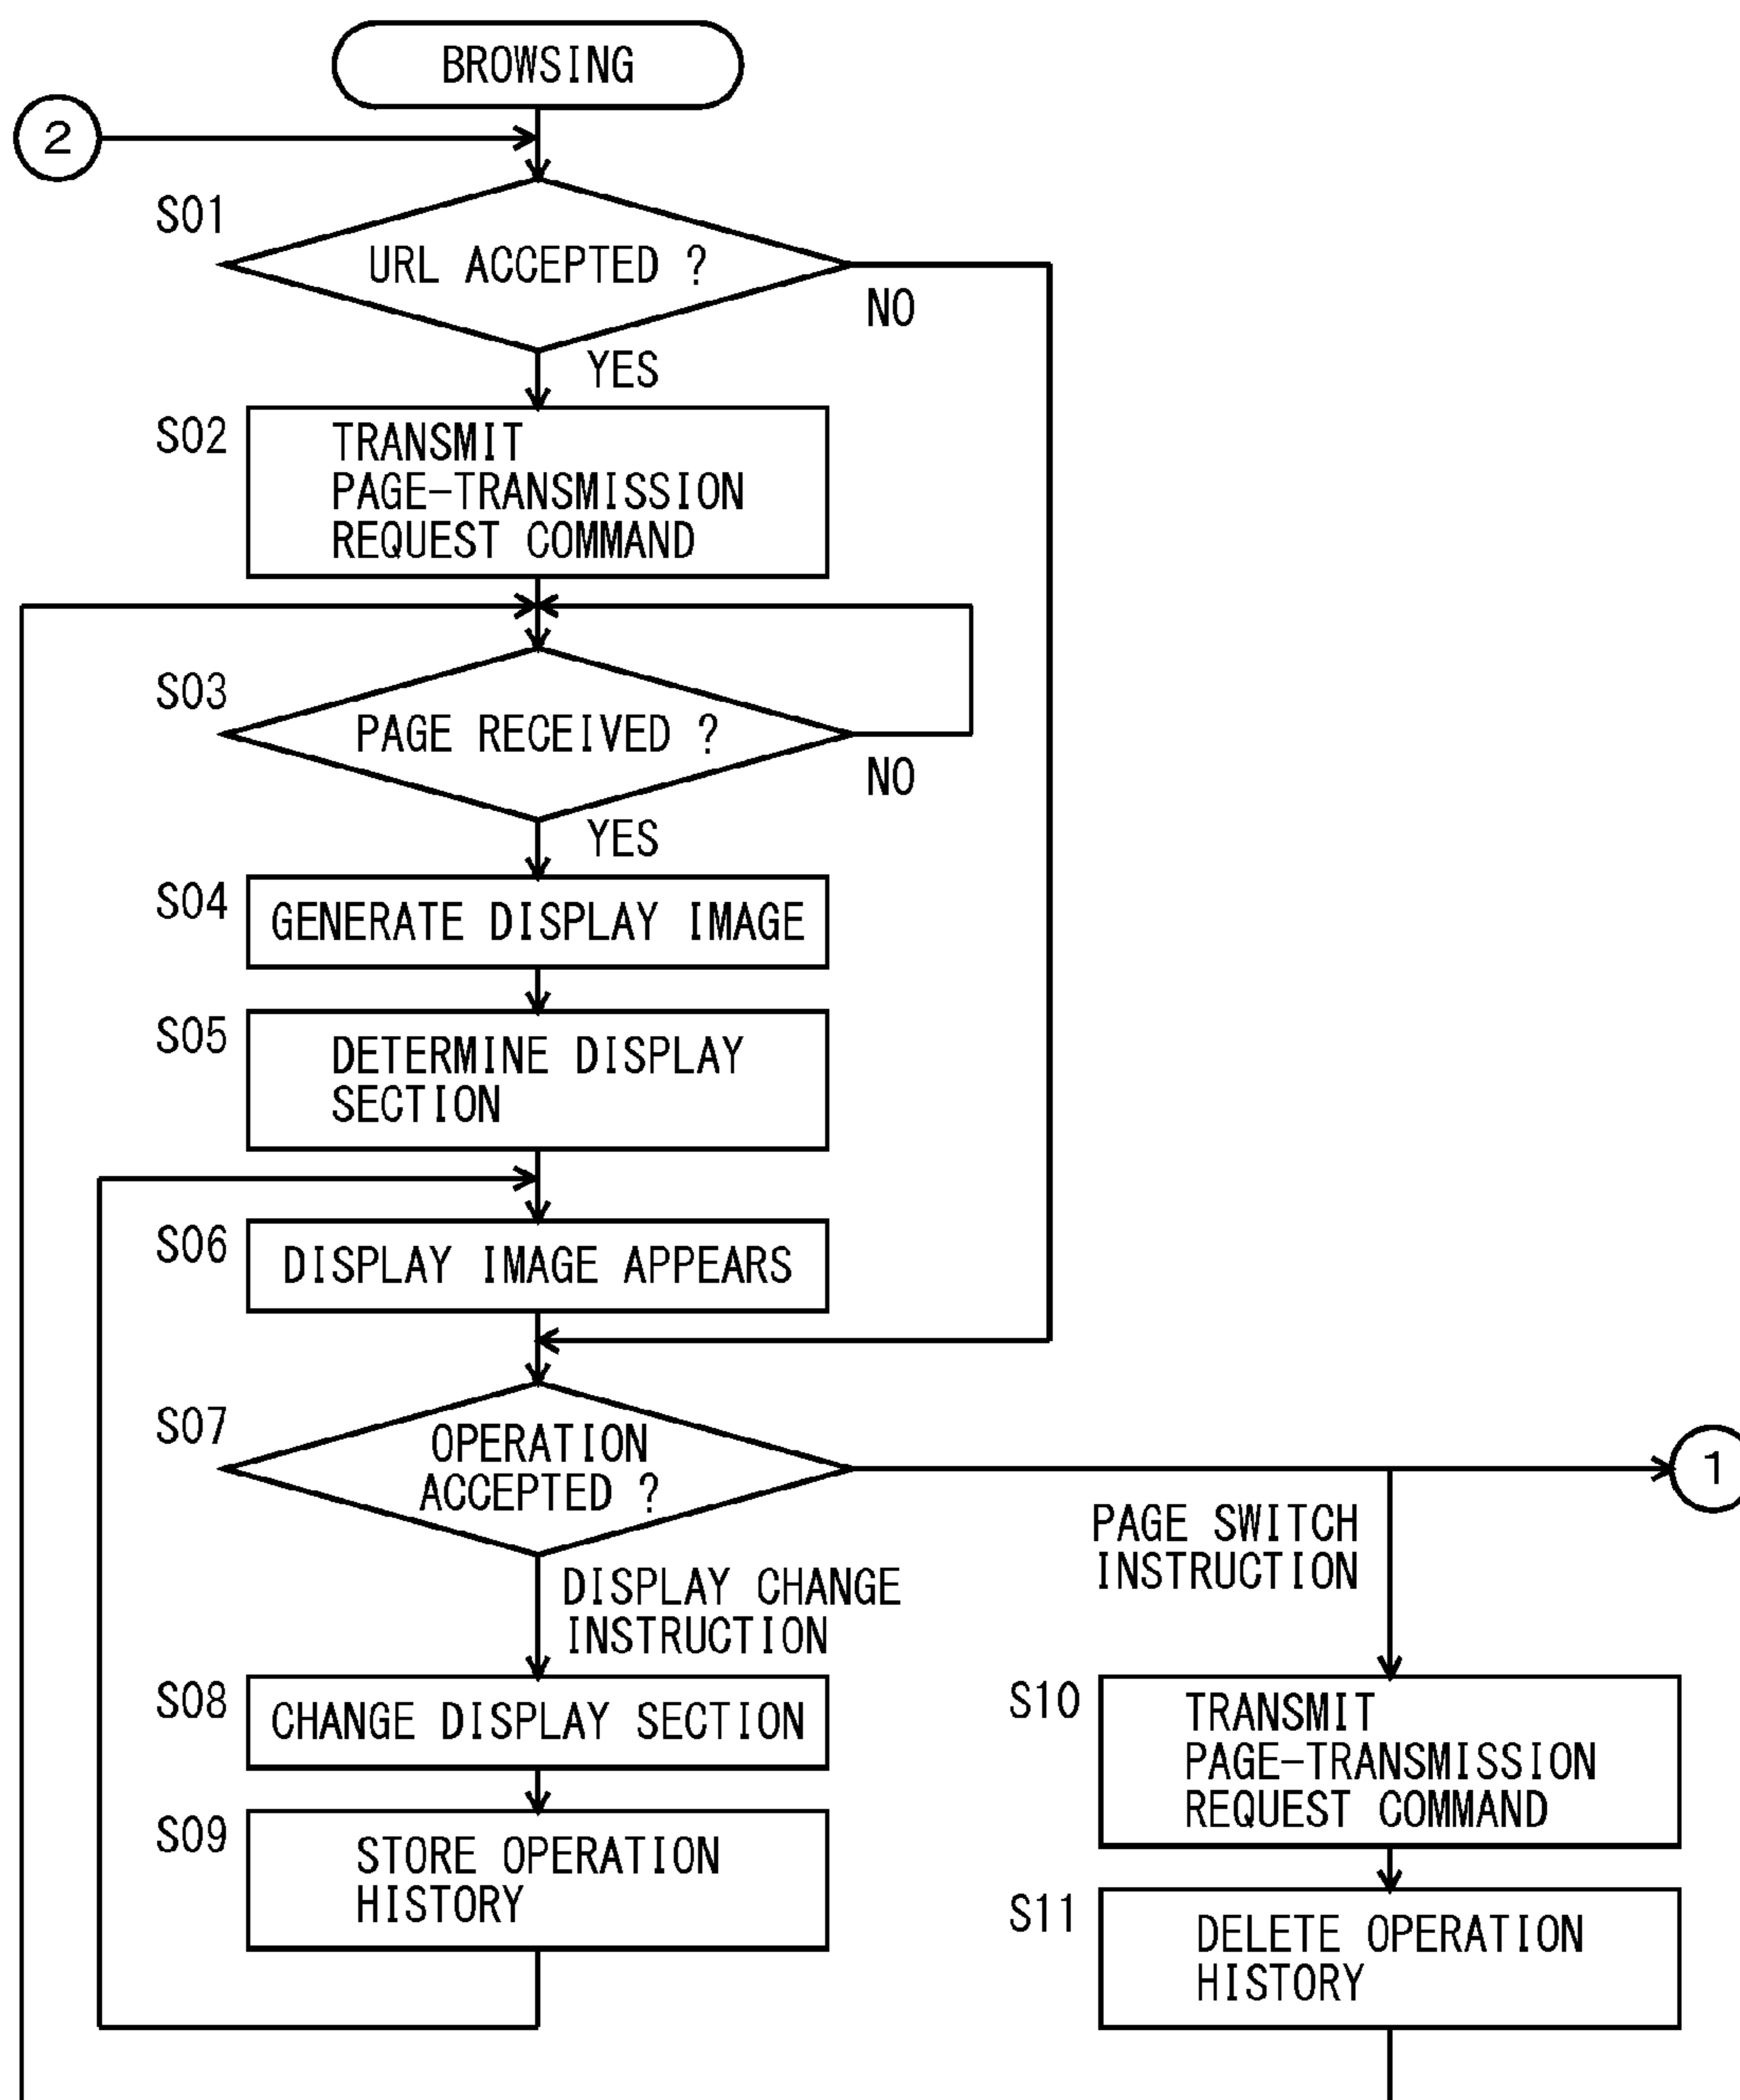 BROWSING
2
S01
URL ACCEPTED ?
NO
YES
S02
TRANSMIT
PAGE-TRANSMISSION
REQUEST COMMAND
S03
PAGE RECEIVED ?
NO
YES
S04
GENERATE DISPLAY IMAGE
S05
DETERMINE DISPLAY
SECTION
S06
DISPLAY IMAGE APPEARS
S07
OPERATION
ACCEPTED ?
1
PAGE SWITCH
INSTRUCTION
DISPLAY CHANGE
INSTRUCTION
S08
CHANGE DISPLAY SECTION
S09
STORE OPERATION
HISTORY
S10
TRANSMIT
PAGE-TRANSMISSION
REQUEST COMMAND
S11
DELETE OPERATION
HISTORY